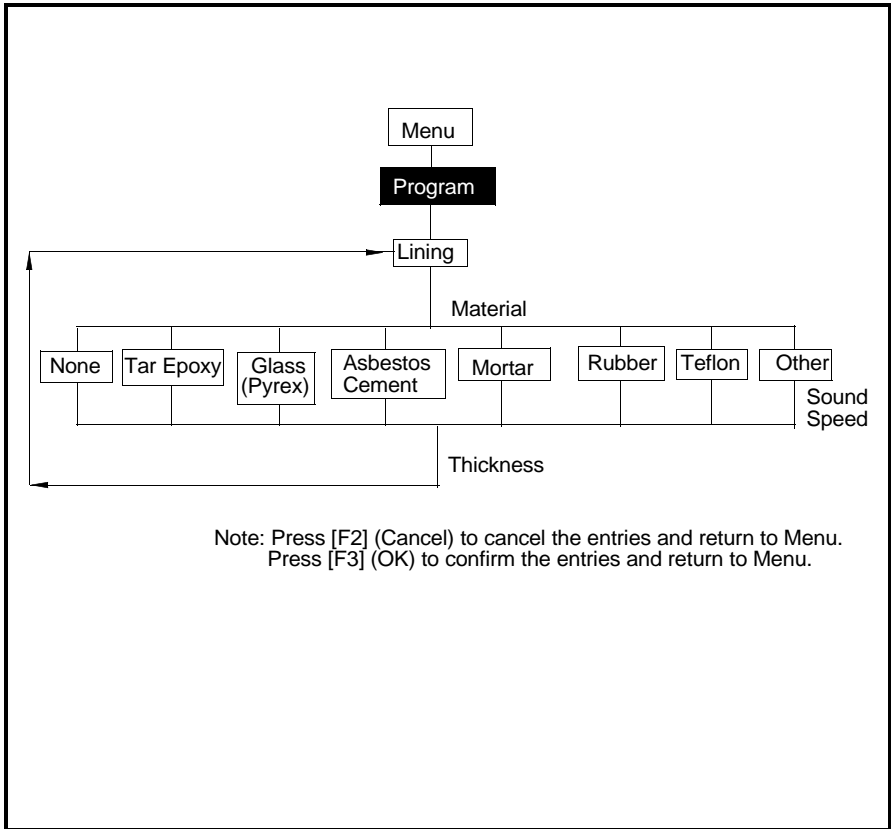 Menu
Program
Lining
Material
None
Tar Epoxy
Glass
(Pyrex)
Asbestos
Cement
Mortar
Rubber
Teflon
Other
Sound
Speed
Thickness
Note: Press [F2] (Cancel) to cancel the entries and return to Menu.
Press [F3] (OK) to confirm the entries and return to Menu.